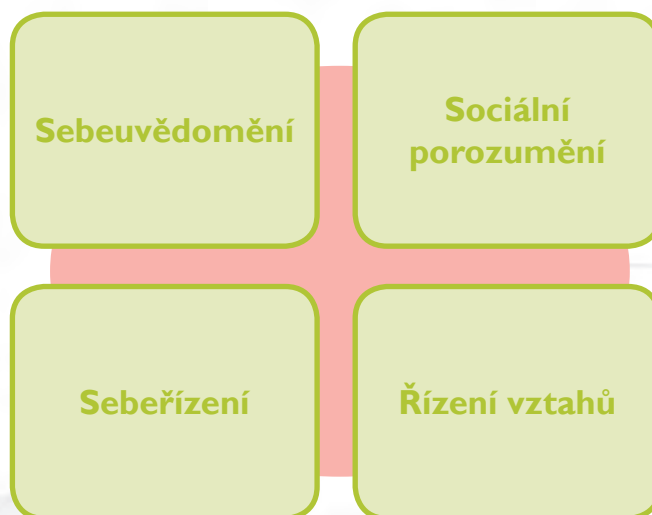 Sebeuvědomění
Sociální
porozumění
Sebeřízení
Řízení vztahů